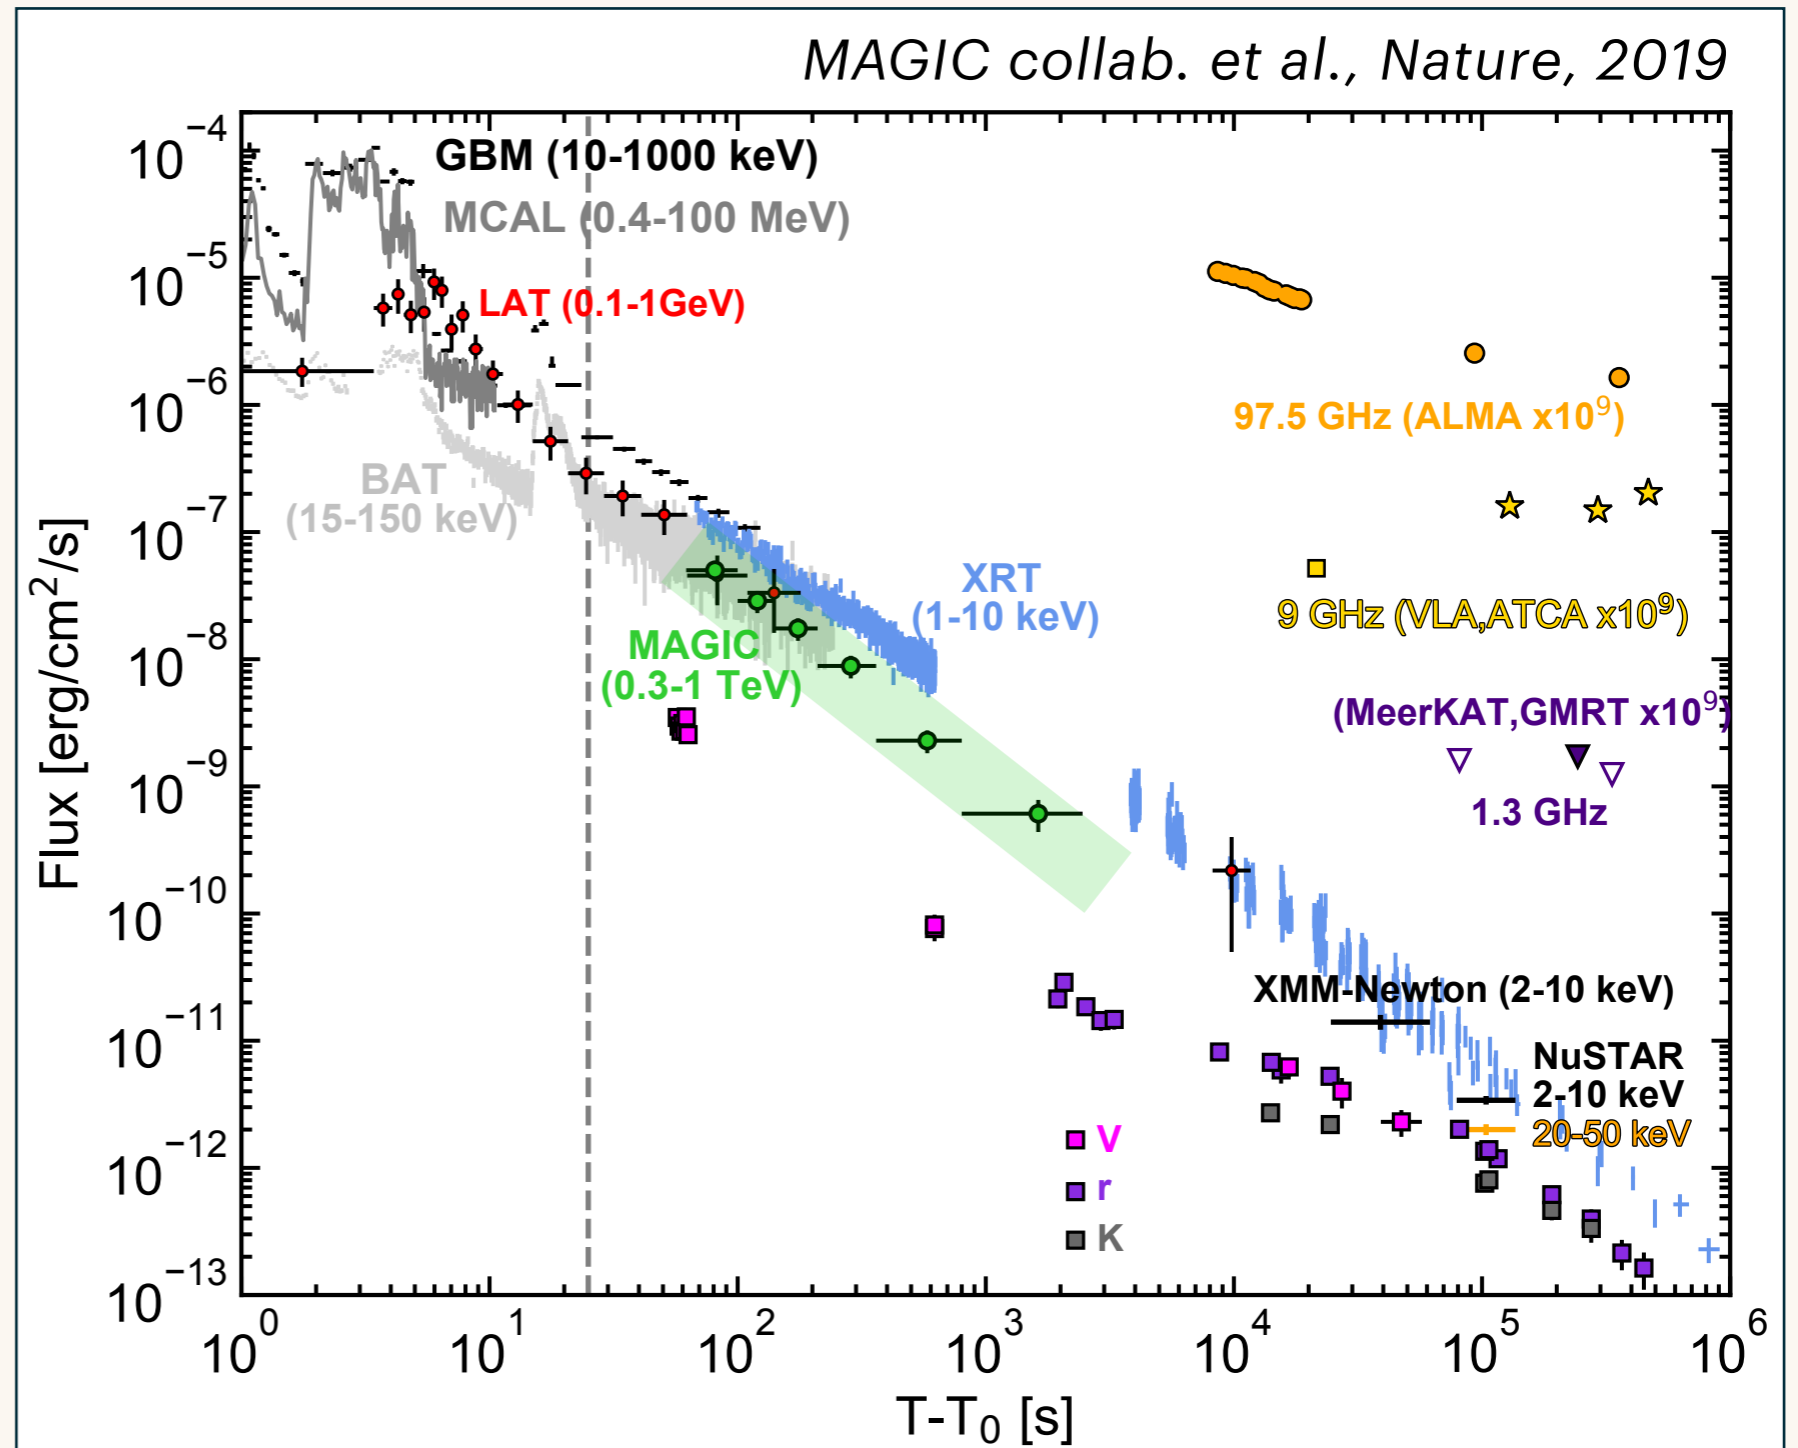 MAGIC collab. et al., Nature, 2019
GBM (10-1000 keV)
MCAL (0.4-100 MeV)
LAT (0.1-1GeV)
BAT
(15-150 keV)
XRT
(1-10 keV)
MAGIC
(0.3-1 TeV)
97.5 GHz (ALMA x10⁹)
9 GHz (VLA,ATCA x10⁹)
(MeerKAT,GMRT x10⁹)
1.3 GHz
XMM-Newton (2-10 keV)
NuSTAR
2-10 keV
20-50 keV
V
r
K
Flux [erg/cm²/s]
10⁻⁴
10⁻⁵
10⁻⁶
10⁻⁷
10⁻⁸
10⁻⁹
10⁻¹⁰
10⁻¹¹
10⁻¹²
10⁻¹³
10⁰ 10¹ 10² 10³ 10⁴ 10⁵ 10⁶
T-T₀ [s]